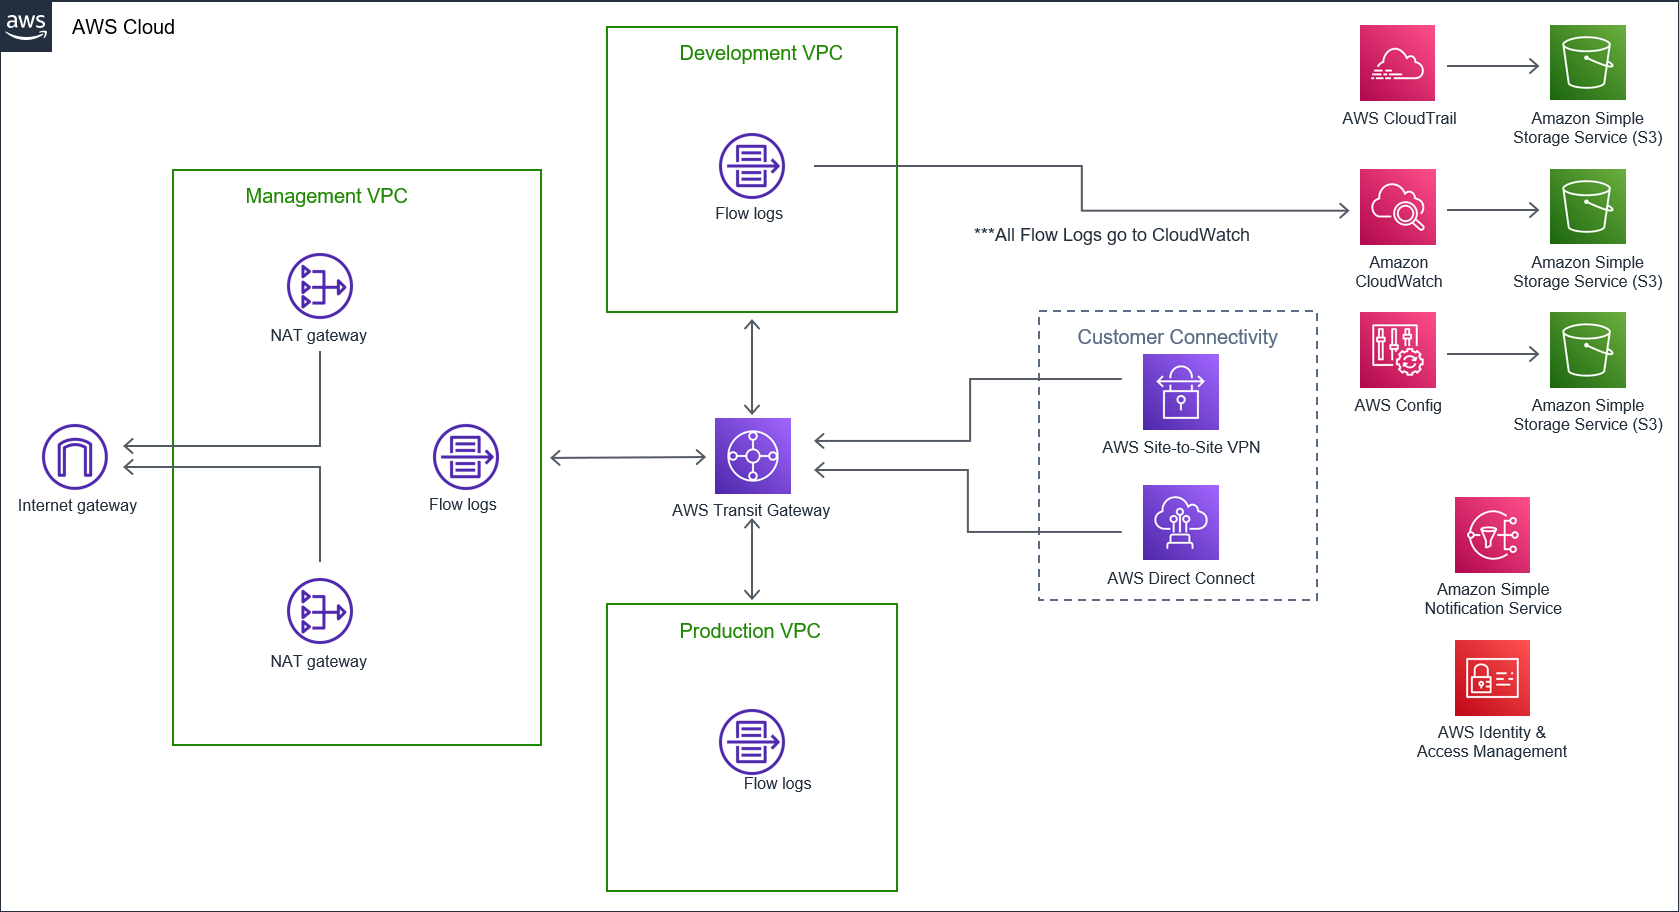 aws
AWS Cloud
Development VPC
Flow logs
Management VPC
NAT gateway
Internet gateway
Flow logs
NAT gateway
AWS Transit Gateway
Production VPC
Flow logs
***All Flow Logs go to CloudWatch
Customer Connectivity
AWS Site-to-Site VPN
AWS Direct Connect
AWS CloudTrail
Amazon Simple
Storage Service (S3)
Amazon
CloudWatch
Amazon Simple
Storage Service (S3)
AWS Config
Amazon Simple
Storage Service (S3)
Amazon Simple
Notification Service
AWS Identity &
Access Management